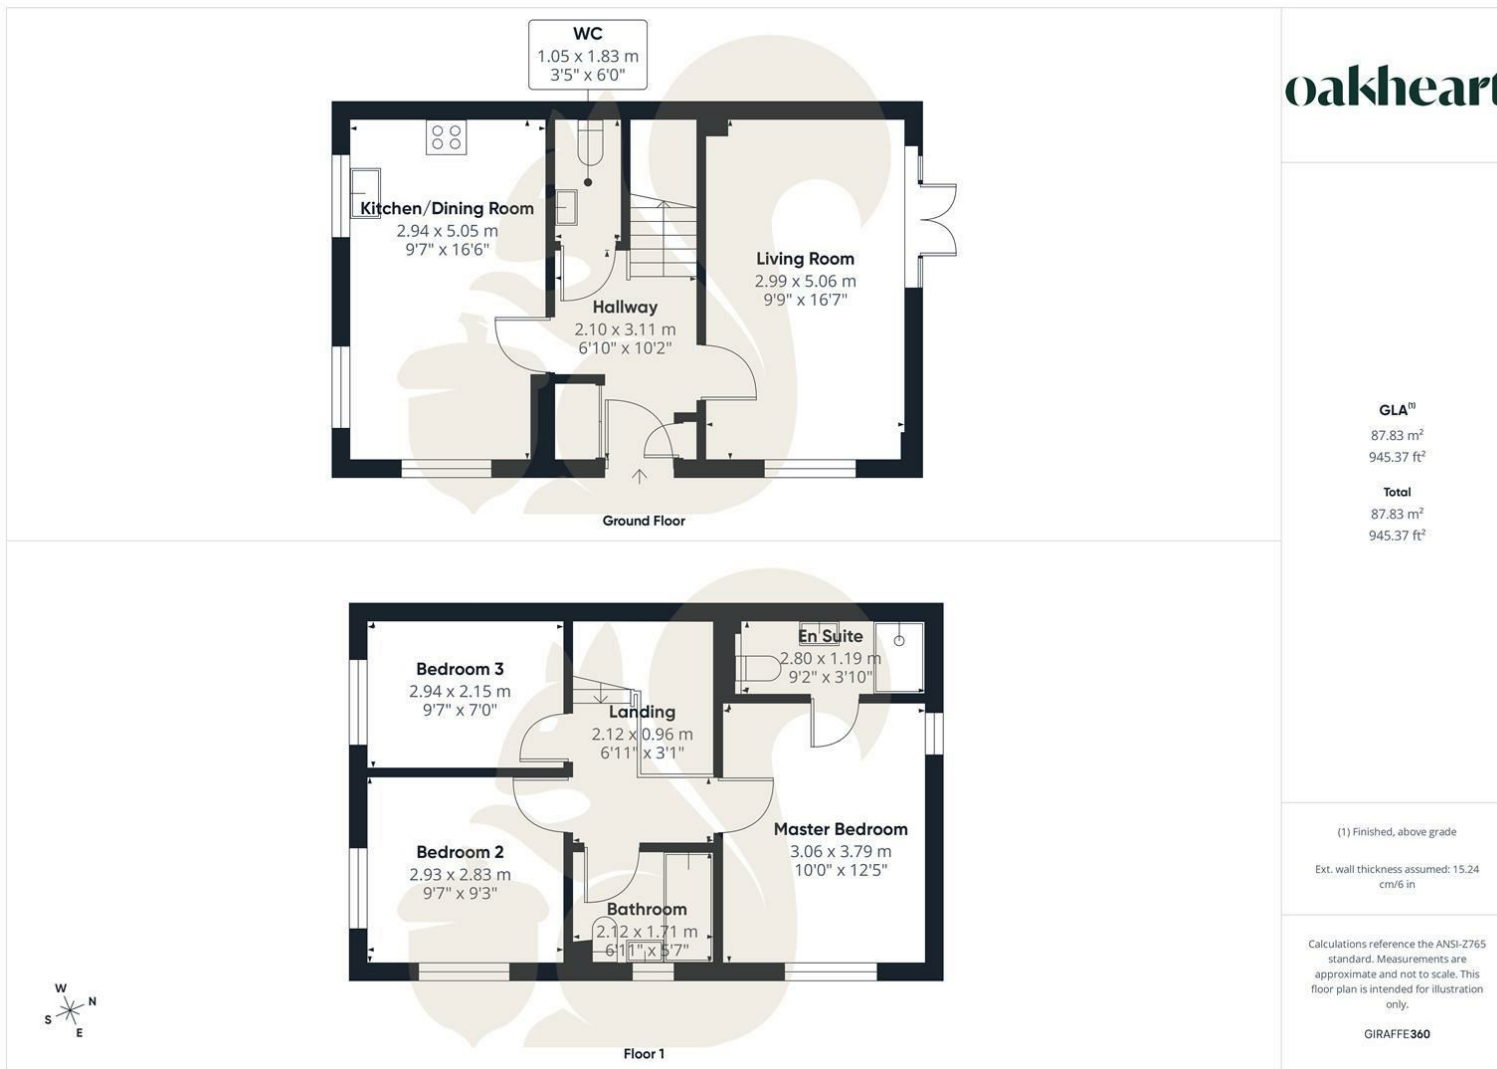 WC
1.05 x 1.83 m
3'5" x 6'0"
Kitchen/Dining Room
2.94 x 5.05 m
9'7" x 16'6"
Hallway
2.10 x 3.11 m
6'10" x 10'2"
Living Room
2.99 x 5.06 m
9'9" x 16'7"
Ground Floor
Bedroom 3
2.94 x 2.15 m
9'7" x 7'0"
Landing
2.12 x 0.96 m
6'11" x 3'1"
En Suite
2.80 x 1.19 m
9'2" x 3'10"
Bedroom 2
2.93 x 2.83 m
9'7" x 9'3"
Bathroom
2.12 x 1.71 m
6'11" x 5'7"
Master Bedroom
3.06 x 3.79 m
10'0" x 12'5"
Floor 1
W
N
S
E
oakheart
GLA(1)
87.83 m²
945.37 ft²
Total
87.83 m²
945.37 ft²
(1) Finished, above grade
Ext. wall thickness assumed: 15.24
cm/6 in
Calculations reference the ANSI-Z765
standard. Measurements are
approximate and not to scale. This
floor plan is intended for illustration
only.
GIRAFFE360